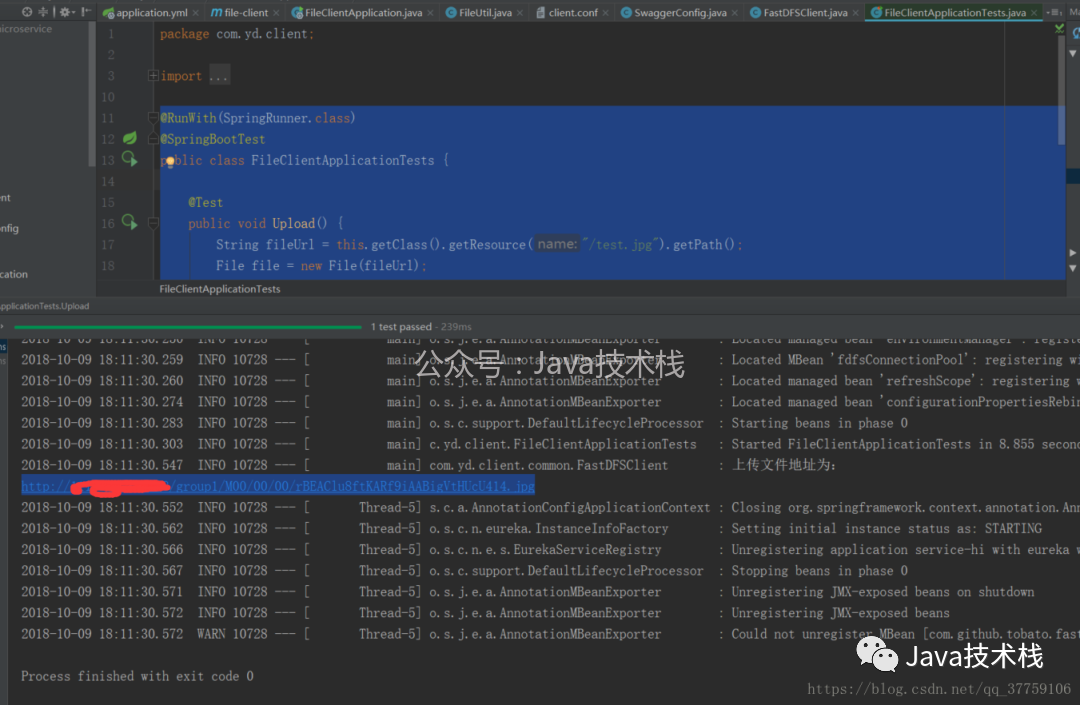 application.yml file-client FileClientApplication.java FileUtil.java client.conf SwaggerConfig.java FastDFSClient.java FileClientApplicationTests.java
icroservice
1 package com.yd.client;
2
3 import ...
10
11 @RunWith(SpringRunner.class)
12 @SpringBootTest
13 public class FileClientApplicationTests {
14
15 @Test
16 public void Upload() {
17 String fileUrl = this.getClass().getResource( name: "/test.jpg").getPath();
18 File file = new File(fileUrl);
nt
nfig
cation
FileClientApplicationTests
pplicationTests.Upload
1 test passed - 239ms
main] o.s.j.e.a.AnnotationMBeanExporter : Located managed bean 'environmentManager': registe
2018-10-09 18:11:30.259 INFO 10728 --- [ main] o.s.j.e.a.AnnotationMBeanExporter : Located MBean 'fdfsConnectionPool': registering wi
公众号：Java技术栈
2018-10-09 18:11:30.260 INFO 10728 --- [ main] o.s.j.e.a.AnnotationMBeanExporter : Located managed bean 'refreshScope': registering w
2018-10-09 18:11:30.274 INFO 10728 --- [ main] o.s.j.e.a.AnnotationMBeanExporter : Located managed bean 'configurationPropertiesRebin
2018-10-09 18:11:30.283 INFO 10728 --- [ main] o.s.c.support.DefaultLifecycleProcessor : Starting beans in phase 0
2018-10-09 18:11:30.303 INFO 10728 --- [ main] c.yd.client.FileClientApplicationTests : Started FileClientApplicationTests in 8.855 second
2018-10-09 18:11:30.547 INFO 10728 --- [ main] com.yd.client.common.FastDFSClient : 上传文件地址为:
http:// group1/M00/00/00/rBEAClu8ftKARf9iAABigVtHUcU414.jpg
2018-10-09 18:11:30.552 INFO 10728 --- [ Thread-5] s.c.a.AnnotationConfigApplicationContext : Closing org.springframework.context.annotation.Ann
2018-10-09 18:11:30.562 INFO 10728 --- [ Thread-5] o.s.c.n.eureka.InstanceInfoFactory : Setting initial instance status as: STARTING
2018-10-09 18:11:30.566 INFO 10728 --- [ Thread-5] o.s.c.n.e.s.EurekaServiceRegistry : Unregistering application service-hi with eureka w
2018-10-09 18:11:30.567 INFO 10728 --- [ Thread-5] o.s.c.support.DefaultLifecycleProcessor : Stopping beans in phase 0
2018-10-09 18:11:30.571 INFO 10728 --- [ Thread-5] o.s.j.e.a.AnnotationMBeanExporter : Unregistering JMX-exposed beans on shutdown
2018-10-09 18:11:30.572 INFO 10728 --- [ Thread-5] o.s.j.e.a.AnnotationMBeanExporter : Unregistering JMX-exposed beans
2018-10-09 18:11:30.572 WARN 10728 --- [ Thread-5] o.s.j.e.a.AnnotationMBeanExporter : Could not unregister MBean [com.github.tobato.fast
Process finished with exit code 0
Java技术栈
https://blog.csdn.net/qq_37759106